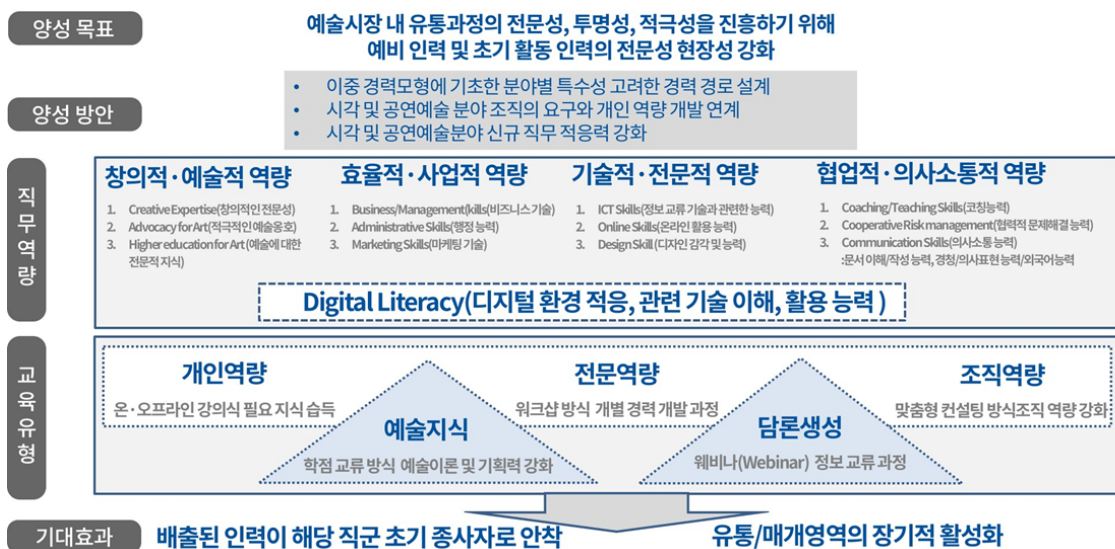 양성 목표
예술시장 내 유통과정의 전문성, 투명성, 적극성을 진흥하기 위해
예비 인력 및 초기 활동 인력의 전문성 현장성 강화
양성 방안
• 이중 경력모형에 기초한 분야별 특수성 고려한 경력 경로 설계
• 시각 및 공연예술 분야 조직의 요구와 개인 역량 개발 연계
• 시각 및 공연예술분야 신규 직무 적응력 강화
직무역량
창의적·예술적 역량
1. Creative Expertise(창의적인 전문성)
2. Advocacy for Art(적극적인 예술옹호)
3. Higher education for Art (예술에 대한
전문적 지식)
효율적·사업적 역량
1. Business/Management(kills(비즈니스 기술)
2. Administrative Skills(행정 능력)
3. Marketing Skills(마케팅 기술)
기술적·전문적 역량
1. ICT Skills(정보 교류 기술과 관련한 능력)
2. Online Skills(온라인 활용 능력)
3. Design Skill (디자인 감각 및 능력)
협업적·의사소통적 역량
1. Coaching/Teaching Skills(코칭능력)
2. Cooperative Risk management(협력적 문제해결 능력)
3. Communication Skills(의사소통 능력)
:문서 이해/작성 능력, 경청/의사표현 능력/외국어능력
Digital Literacy(디지털 환경 적응, 관련 기술 이해, 활용 능력 )
교육유형
개인역량
온·오프라인 강의식 필요 지식 습득
예술지식
학점 교류 방식 예술이론 및 기획력 강화
전문역량
워크샵 방식 개별 경력 개발 과정
담론생성
웨비나(Webinar) 정보 교류 과정
조직역량
맞춤형 컨설팅 방식조직 역량 강화
기대효과
배출된 인력이 해당 직군 초기 종사자로 안착
유통/매개영역의 장기적 활성화